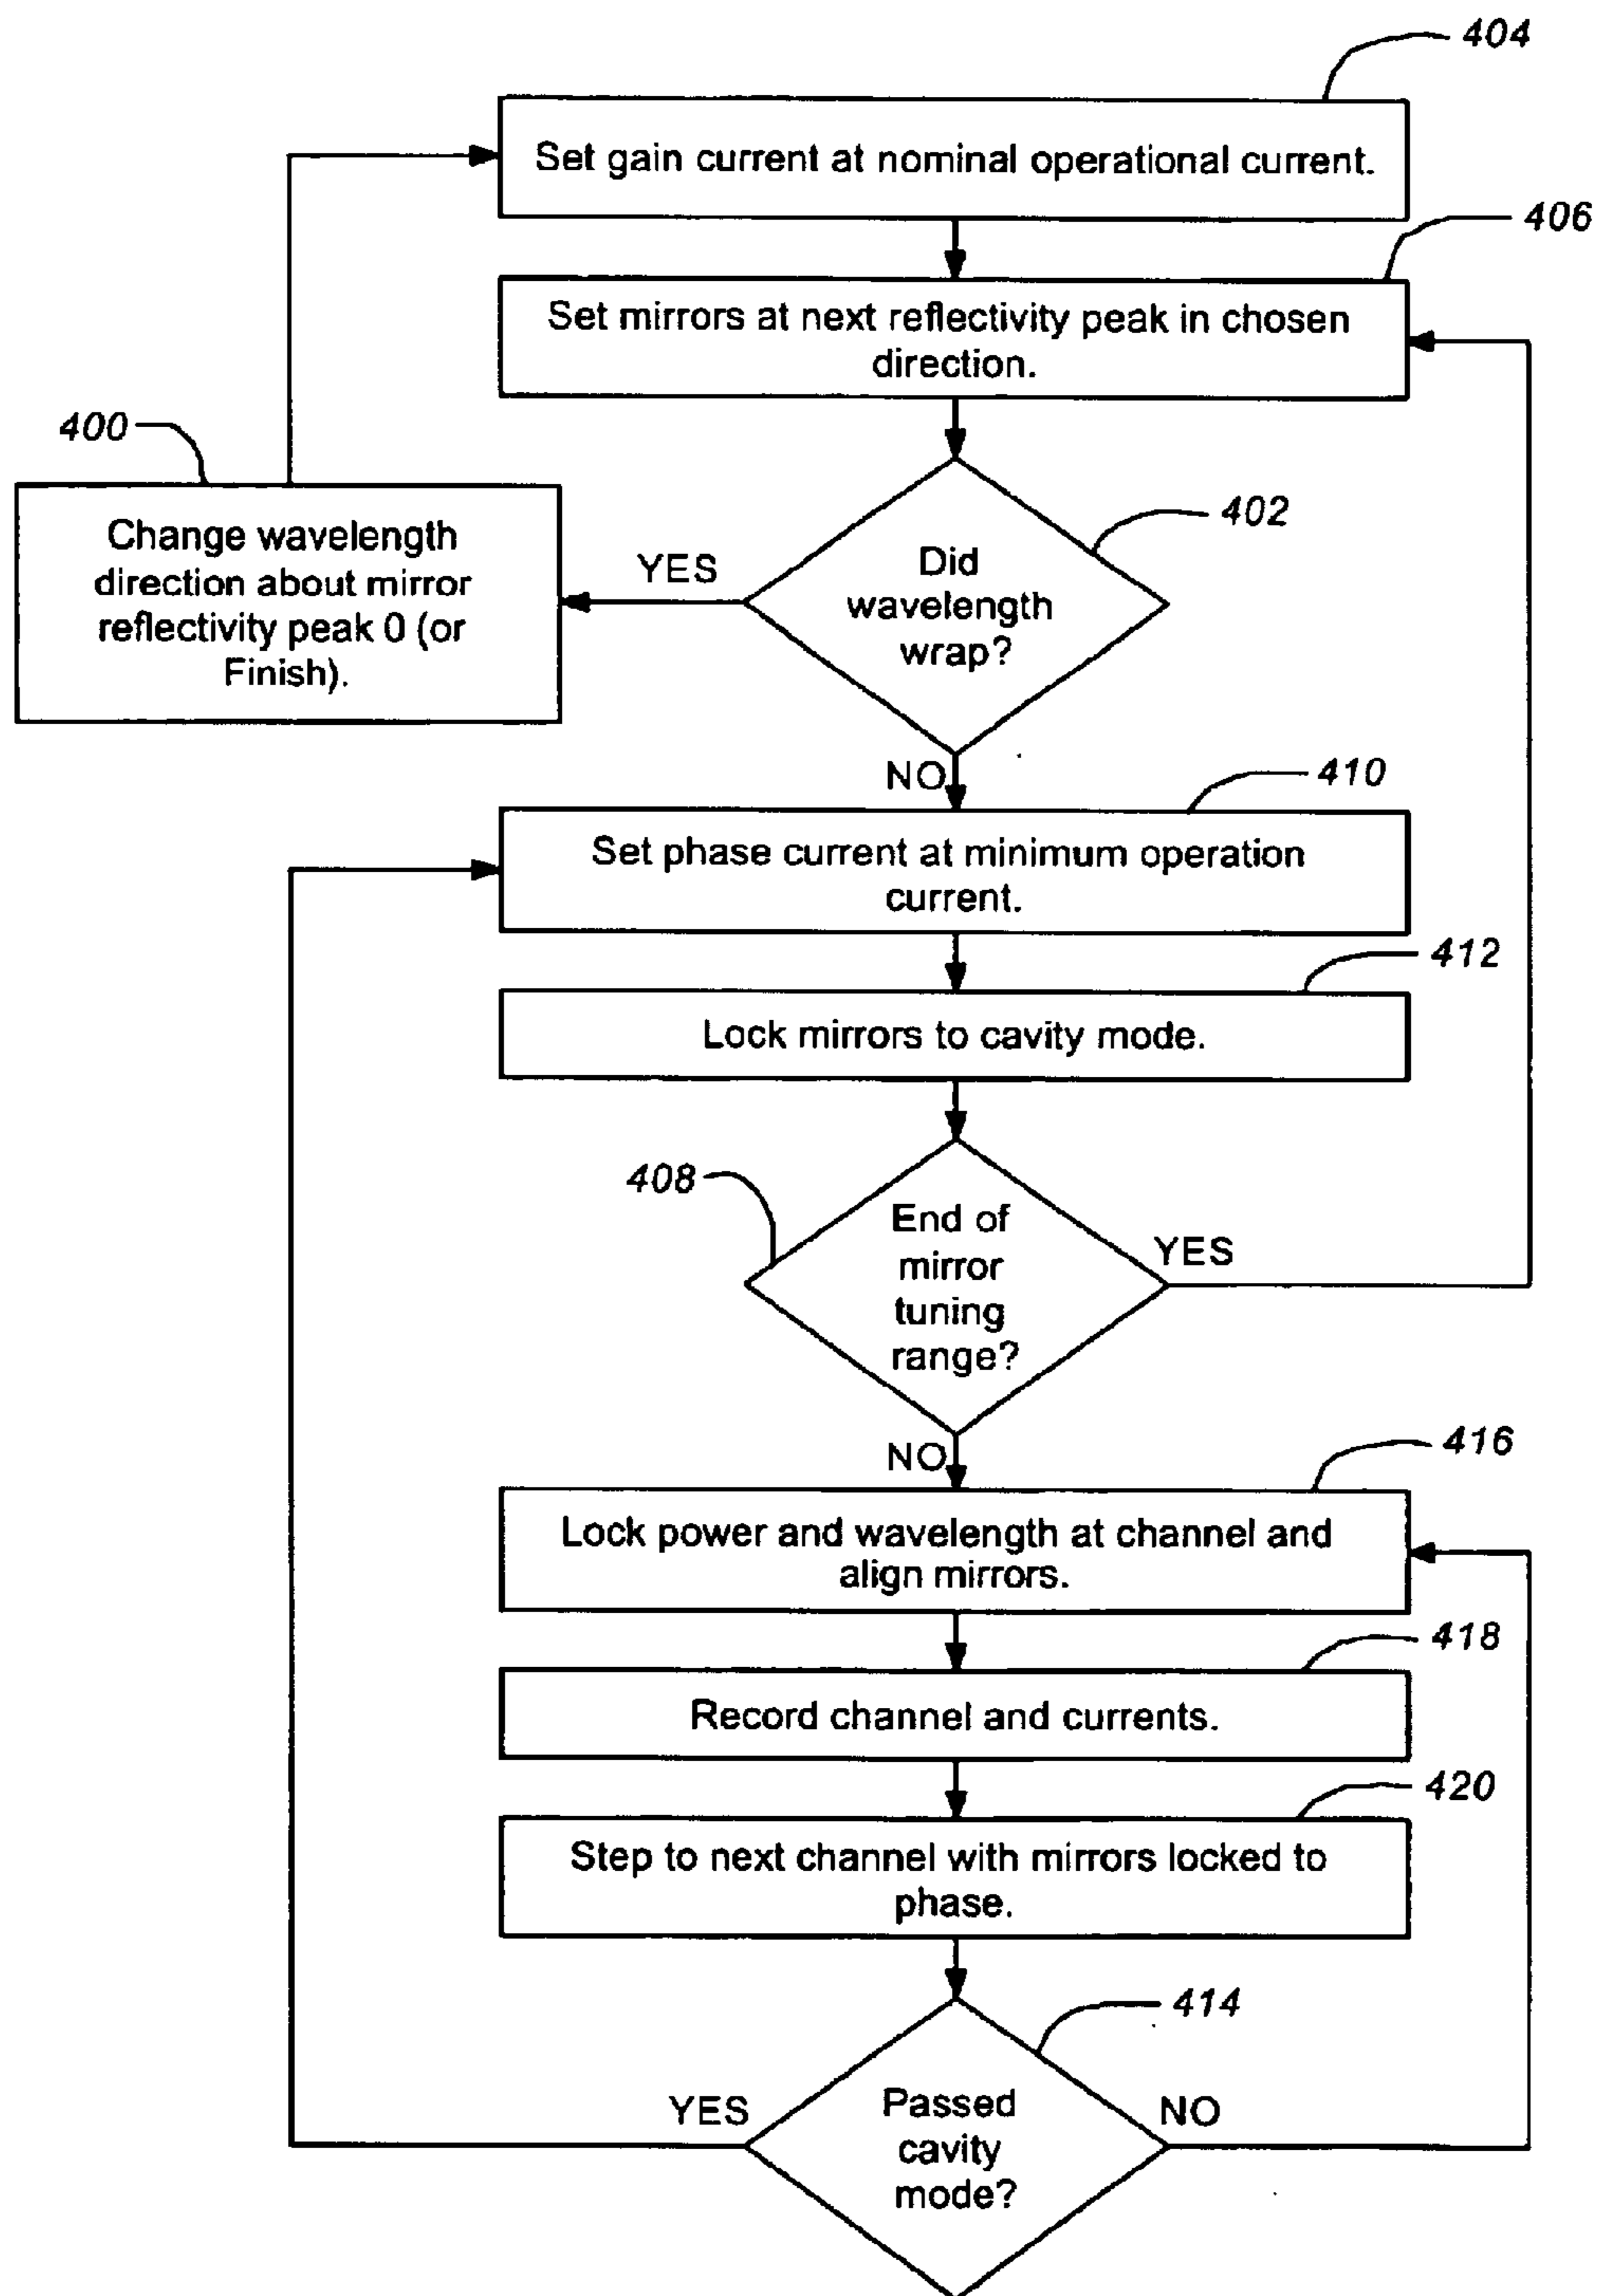 404
Set gain current at nominal operational current.
406
Set mirrors at next reflectivity peak in chosen
direction.
400
Change wavelength
direction about mirror
reflectivity peak 0 (or
Finish).
YES
402
Did
wavelength
wrap?
NO
410
Set phase current at minimum operation
current.
412
Lock mirrors to cavity mode.
408
End of
mirror
tuning
range?
YES
NO
416
Lock power and wavelength at channel and
align mirrors.
418
Record channel and currents.
420
Step to next channel with mirrors locked to
phase.
414
YES
Passed
cavity
mode?
NO